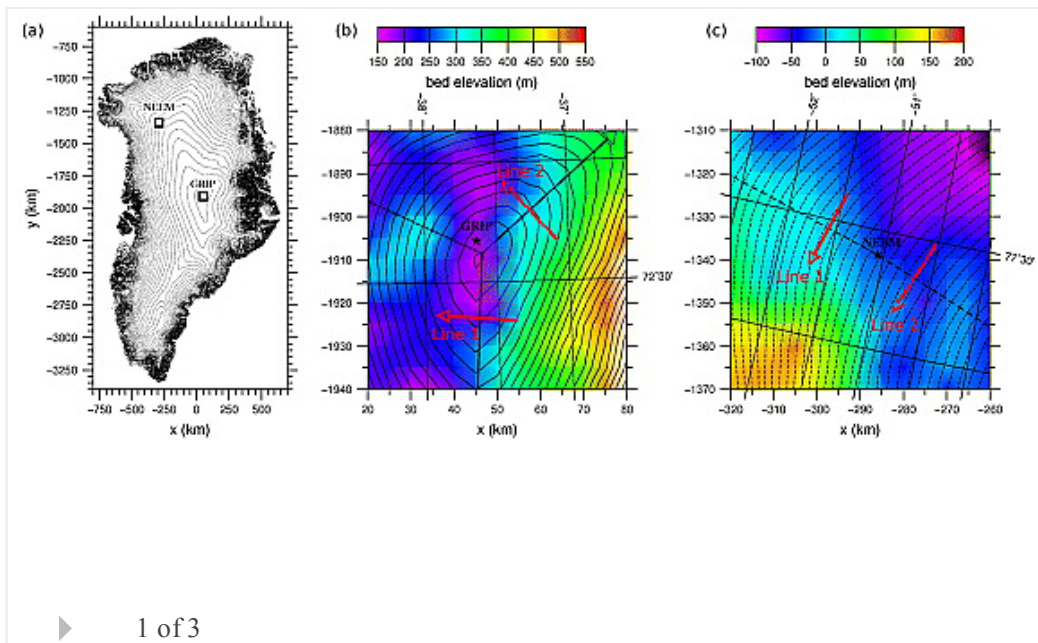 (a)
-750
-1000
-1250
-1500
-1750
-2000
-2250
-2500
-2750
-3000
-3250
y (km)
NEEM
GRIP
-750 -500 -250 0 250 500
x (km)
(b)
150 200 250 300 350 400 450 500 550
bed elevation (m)
-38° -37°
-1880
-1890
-1900
-1910
-1920
-1930
-1940
Line 2
GRIP
72°30'
Line 1
20 30 40 50 60 70 80
x (km)
(c)
-100 -50 0 50 100 150 200
bed elevation (m)
-52° -51°
-1310
-1320
-1330
-1340
-1350
-1360
-1370
NEEM
77°30'
Line 1
Line 2
-320 -310 -300 -290 -280 -270 -260
x (km)
1 of 3